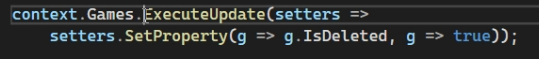 context.Games.ExecuteUpdate(setters =>
setters.SetProperty(g => g.IsDeleted, g => true));